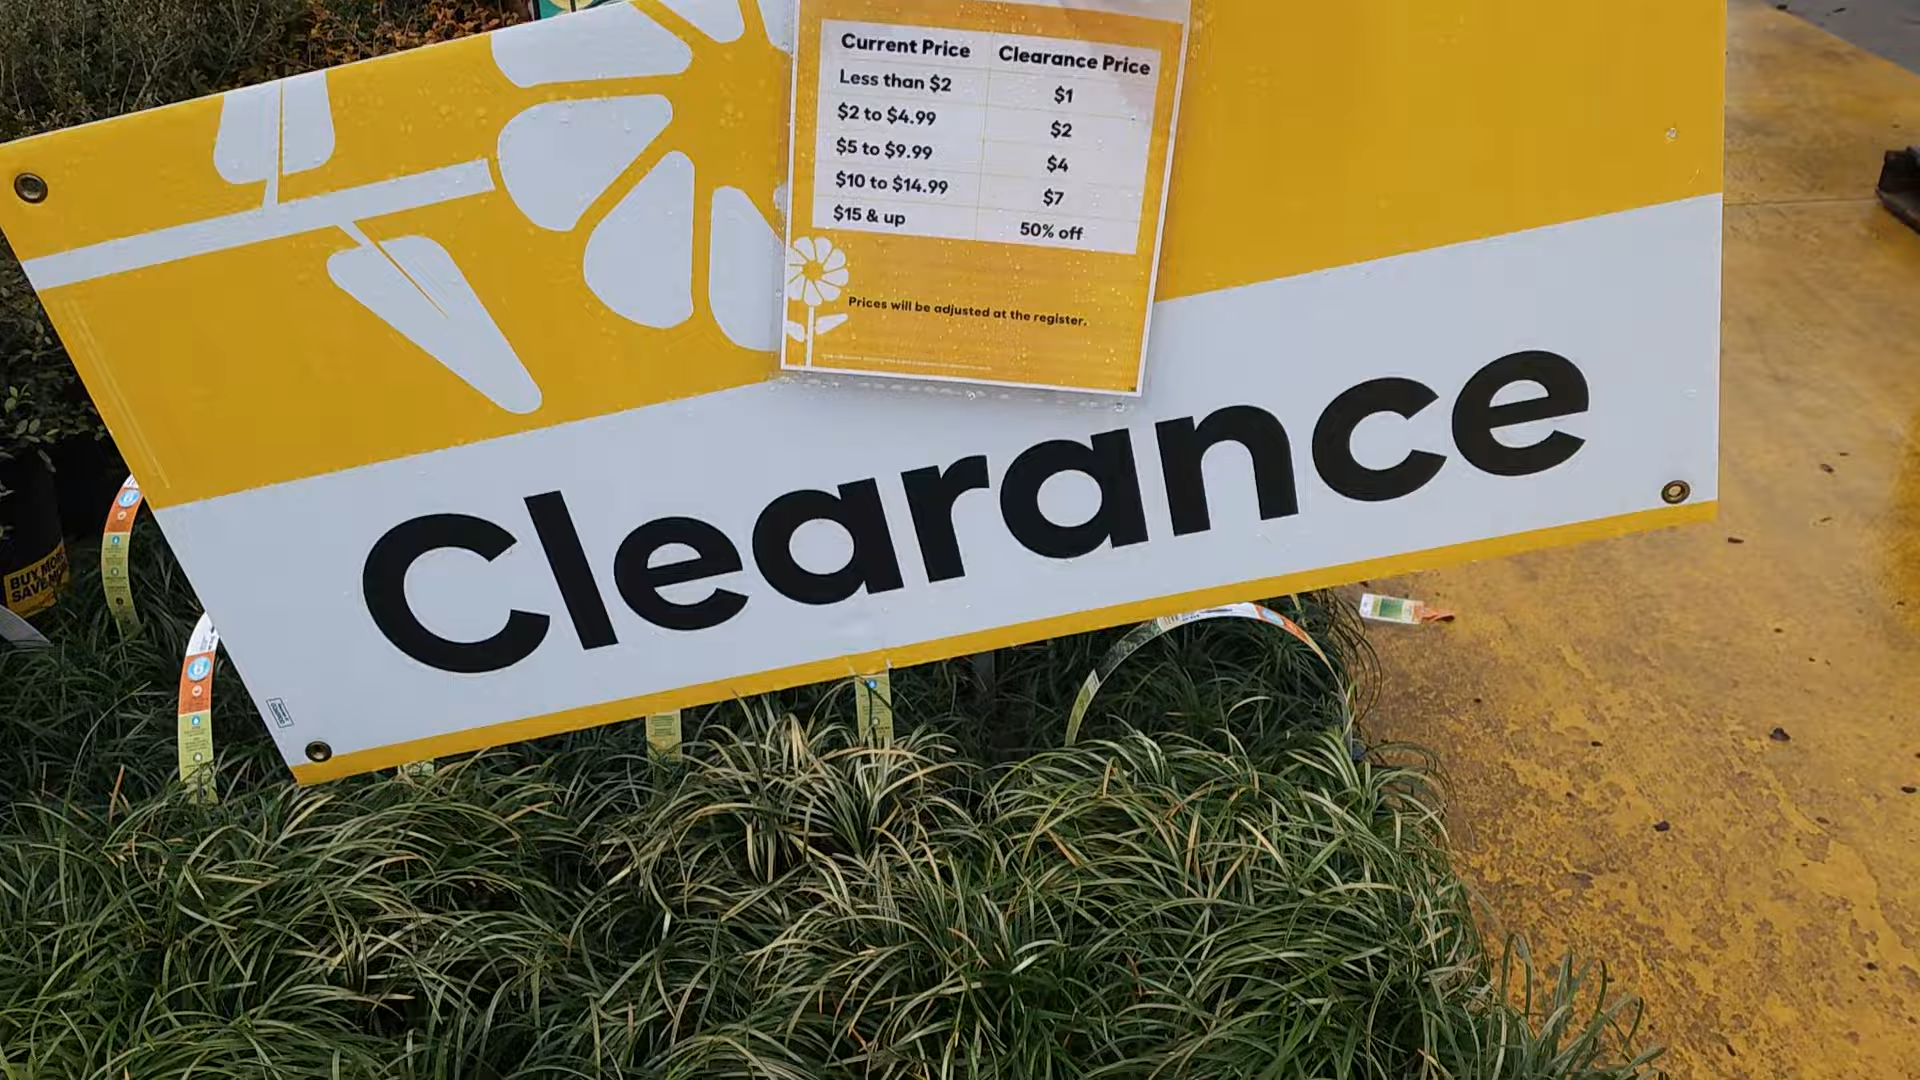 Current Price Clearance Price
Less than $2 $1
$2 to $4.99 $2
$5 to $9.99 $4
$10 to $14.99 $7
$15 & up 50% off
Prices will be adjusted at the register.
Clearance
BUY MORE
SAVE MORE